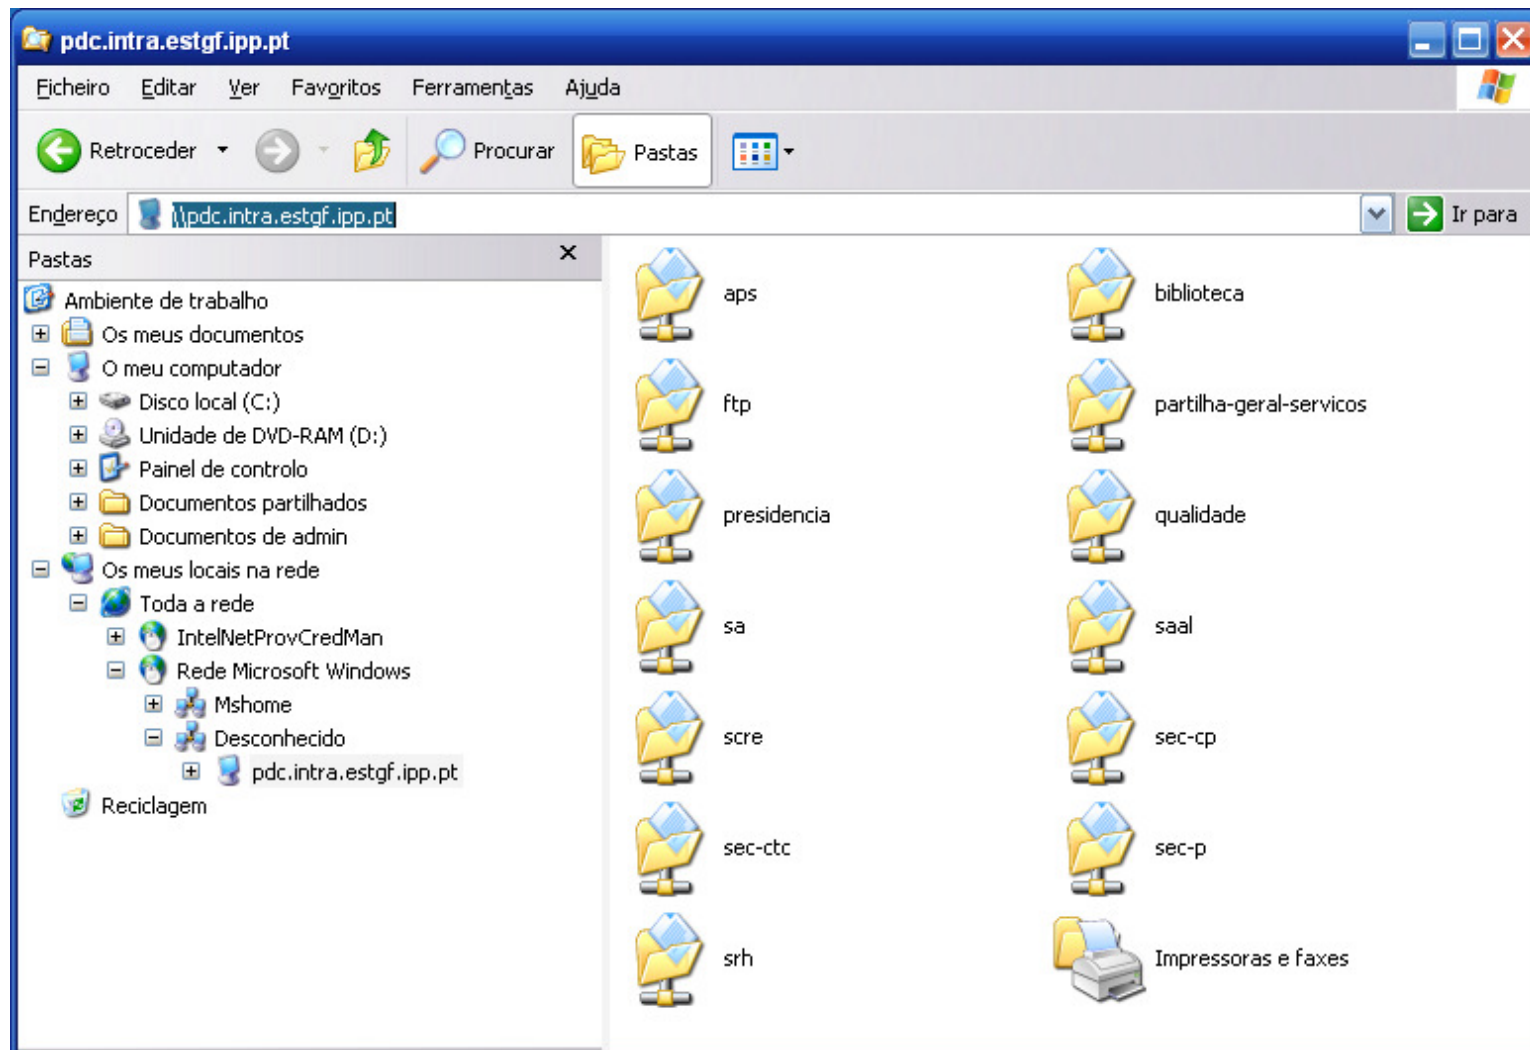 pdc.intra.estgf.ipp.pt
Ficheiro Editar Ver Favoritos Ferramentas Ajuda
Retroceder Procurar Pastas
Endereço \\pdc.intra.estgf.ipp.pt Ir para
Pastas
Ambiente de trabalho
Os meus documentos
O meu computador
Disco local (C:)
Unidade de DVD-RAM (D:)
Painel de controlo
Documentos partilhados
Documentos de admin
Os meus locais na rede
Toda a rede
IntelNetProvCredMan
Rede Microsoft Windows
Mshome
Desconhecido
pdc.intra.estgf.ipp.pt
Reciclagem
aps biblioteca
ftp partilha-geral-servicos
presidencia qualidade
sa saal
scre sec-cp
sec-ctc sec-p
srh Impressoras e faxes